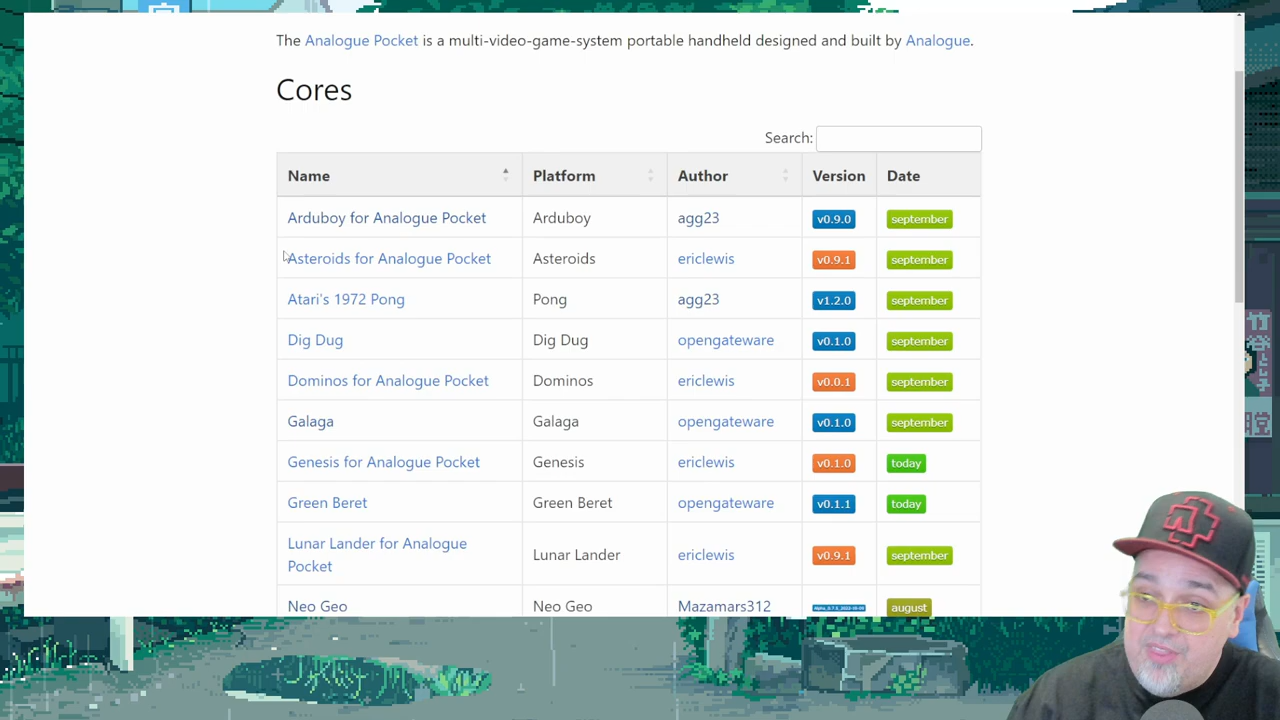 The Analogue Pocket is a multi-video-game-system portable handheld designed and built by Analogue.
Cores
Search:
Name Platform Author Version Date
Arduboy for Analogue Pocket Arduboy agg23 v0.9.0 september
Asteroids for Analogue Pocket Asteroids ericlewis v0.9.1 september
Atari's 1972 Pong Pong agg23 v1.2.0 september
Dig Dug Dig Dug opengateware v0.1.0 september
Dominos for Analogue Pocket Dominos ericlewis v0.0.1 september
Galaga Galaga opengateware v0.1.0 september
Genesis for Analogue Pocket Genesis ericlewis v0.1.0 today
Green Beret Green Beret opengateware v0.1.1 today
Lunar Lander for Analogue
Pocket Lunar Lander ericlewis v0.9.1 september
Neo Geo Neo Geo Mazamars312 august